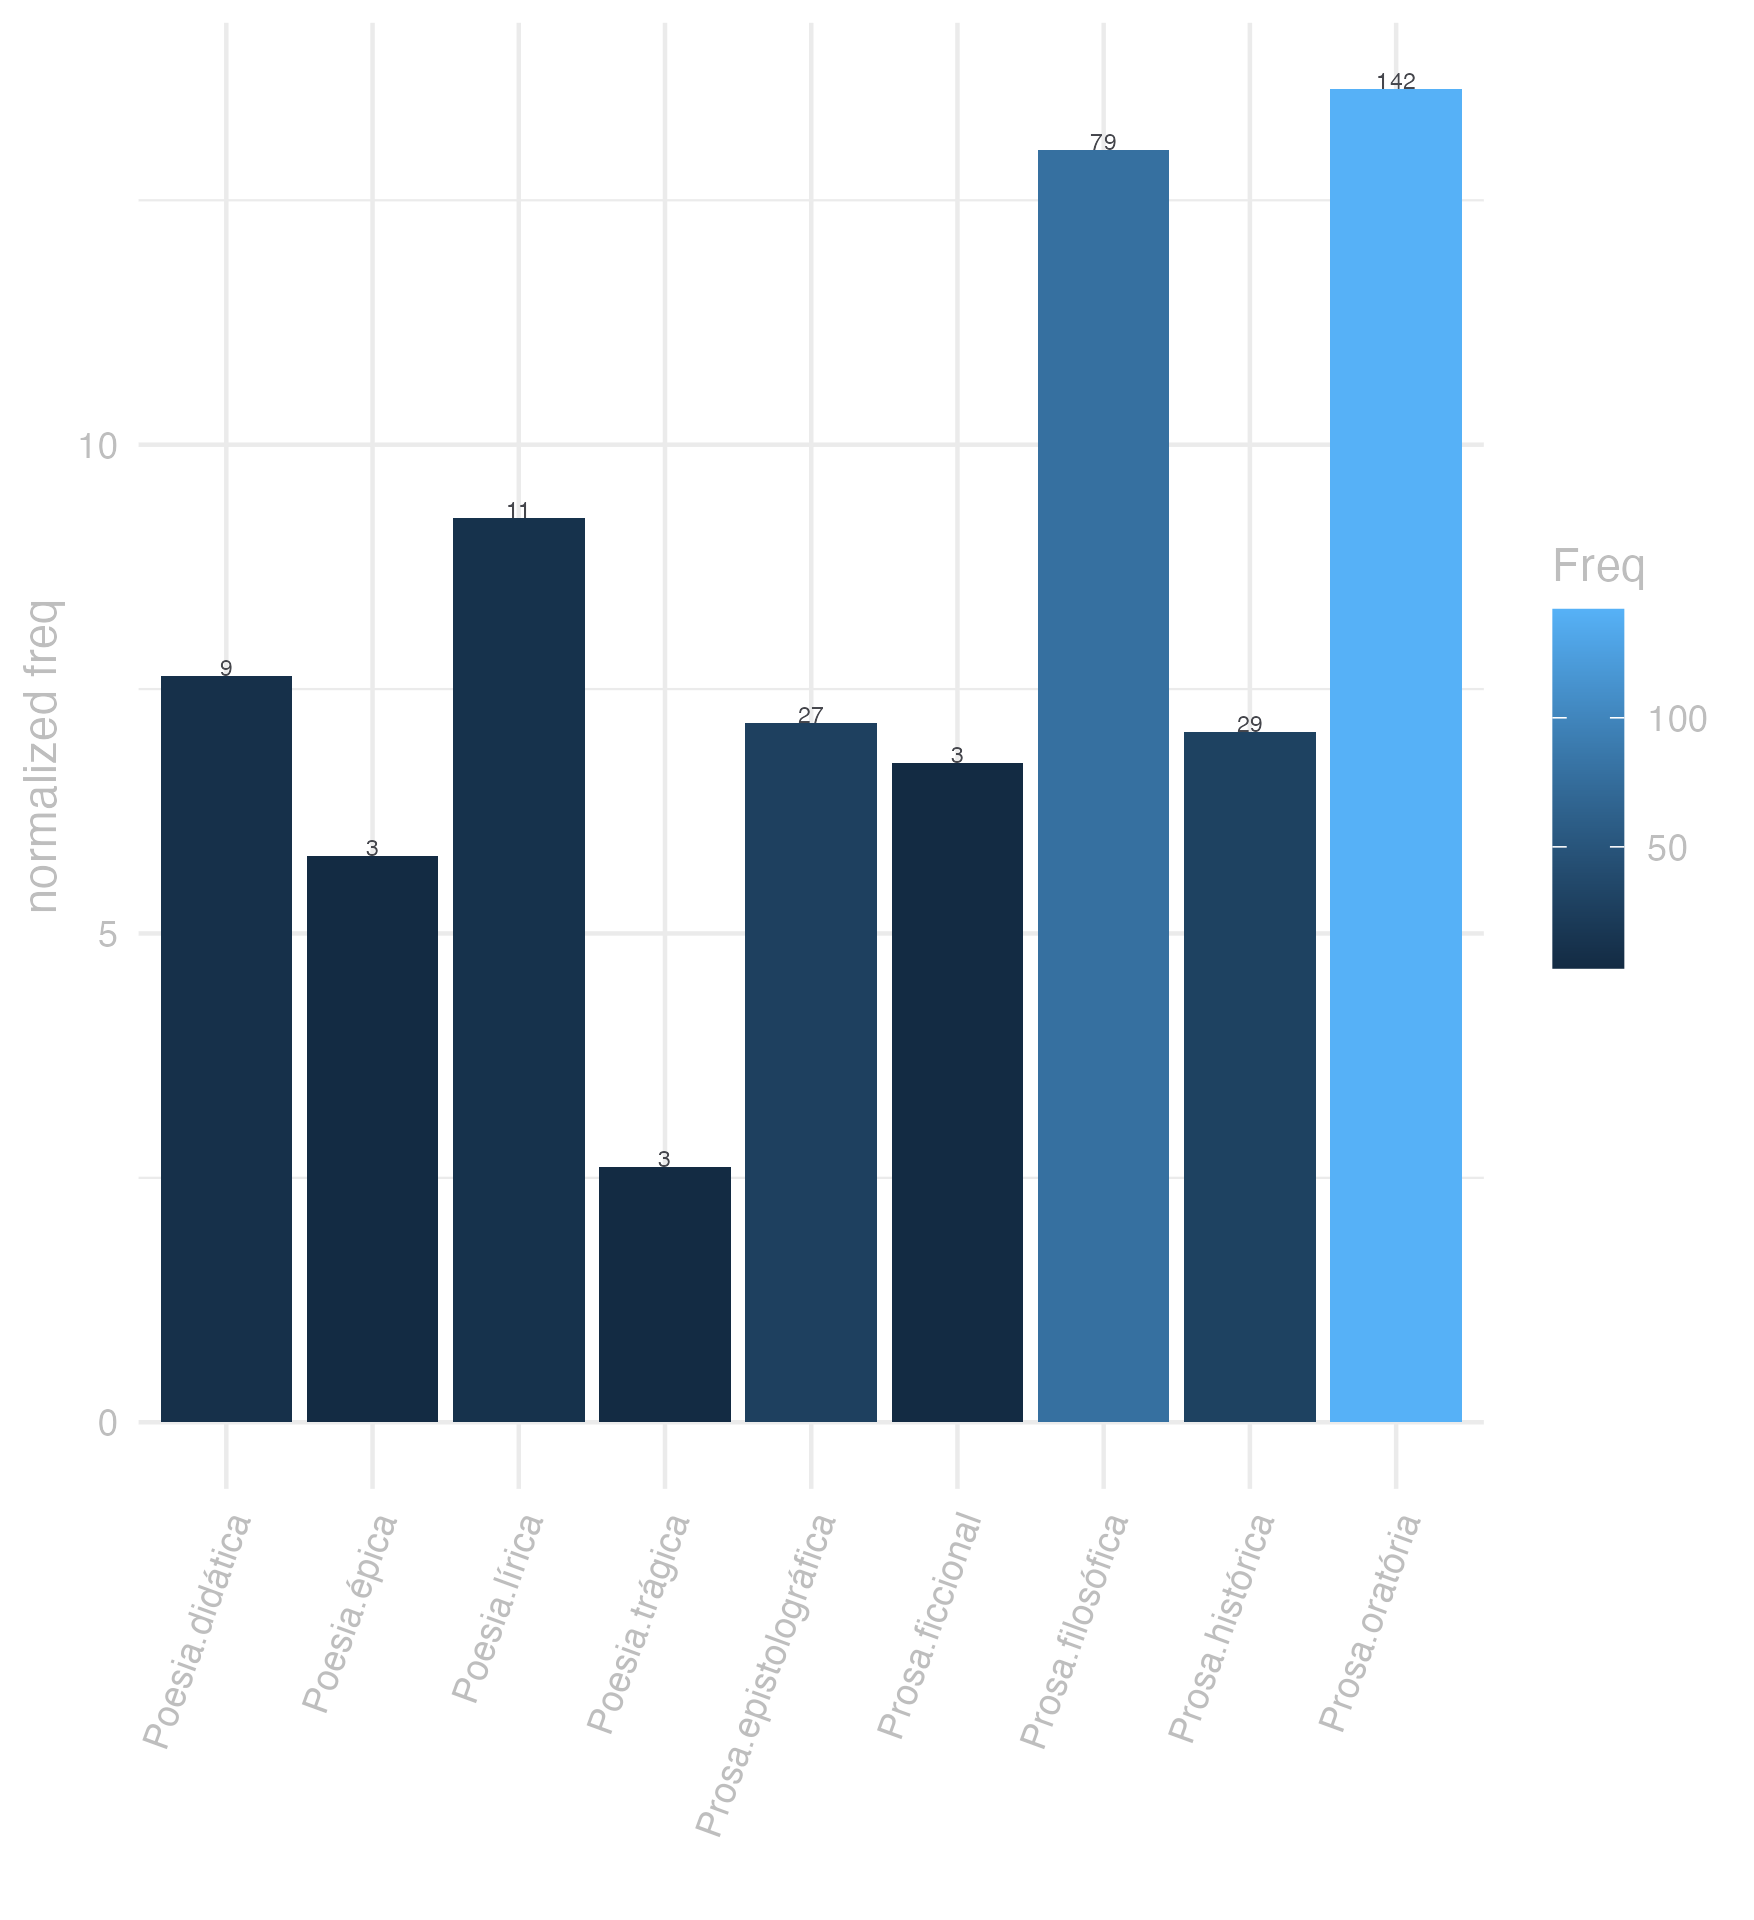 142
79
11
9
27
29
3
3
3
10
5
0
normalized freq
Freq
100
50
Poesia.didática
Poesia.épica
Poesia.lírica
Poesia.trágica
Prosa.epistolográfica
Prosa.ficcional
Prosa.filosófica
Prosa.histórica
Prosa.oratória